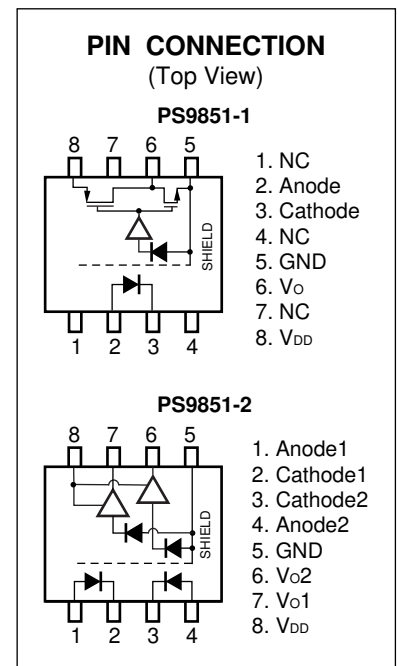 PIN CONNECTION
(Top View)
PS9851-1
8 7 6 5
SHIELD
1 2 3 4
1. NC
2. Anode
3. Cathode
4. NC
5. GND
6. VO
7. NC
8. VDD
PS9851-2
8 7 6 5
SHIELD
1 2 3 4
1. Anode1
2. Cathode1
3. Cathode2
4. Anode2
5. GND
6. VO2
7. VO1
8. VDD